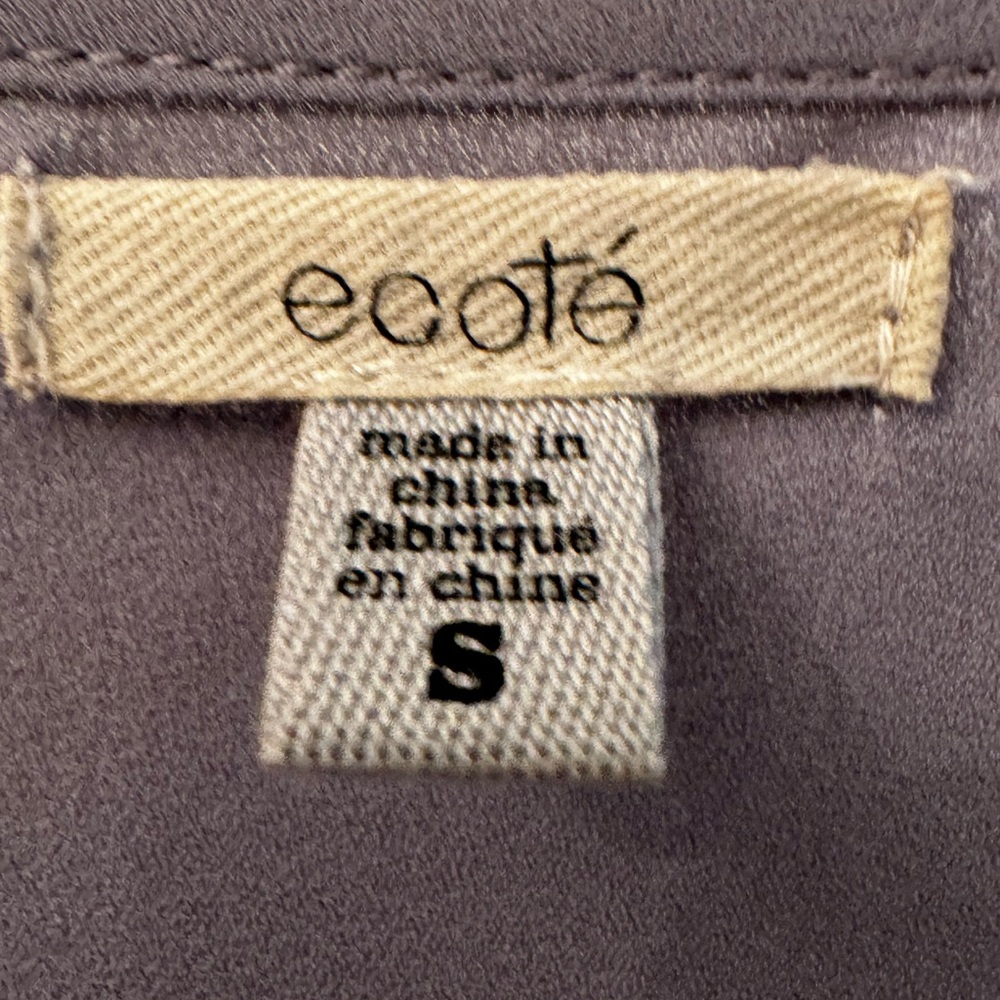 ecoté
made in
china
fabriqué
en chine
S